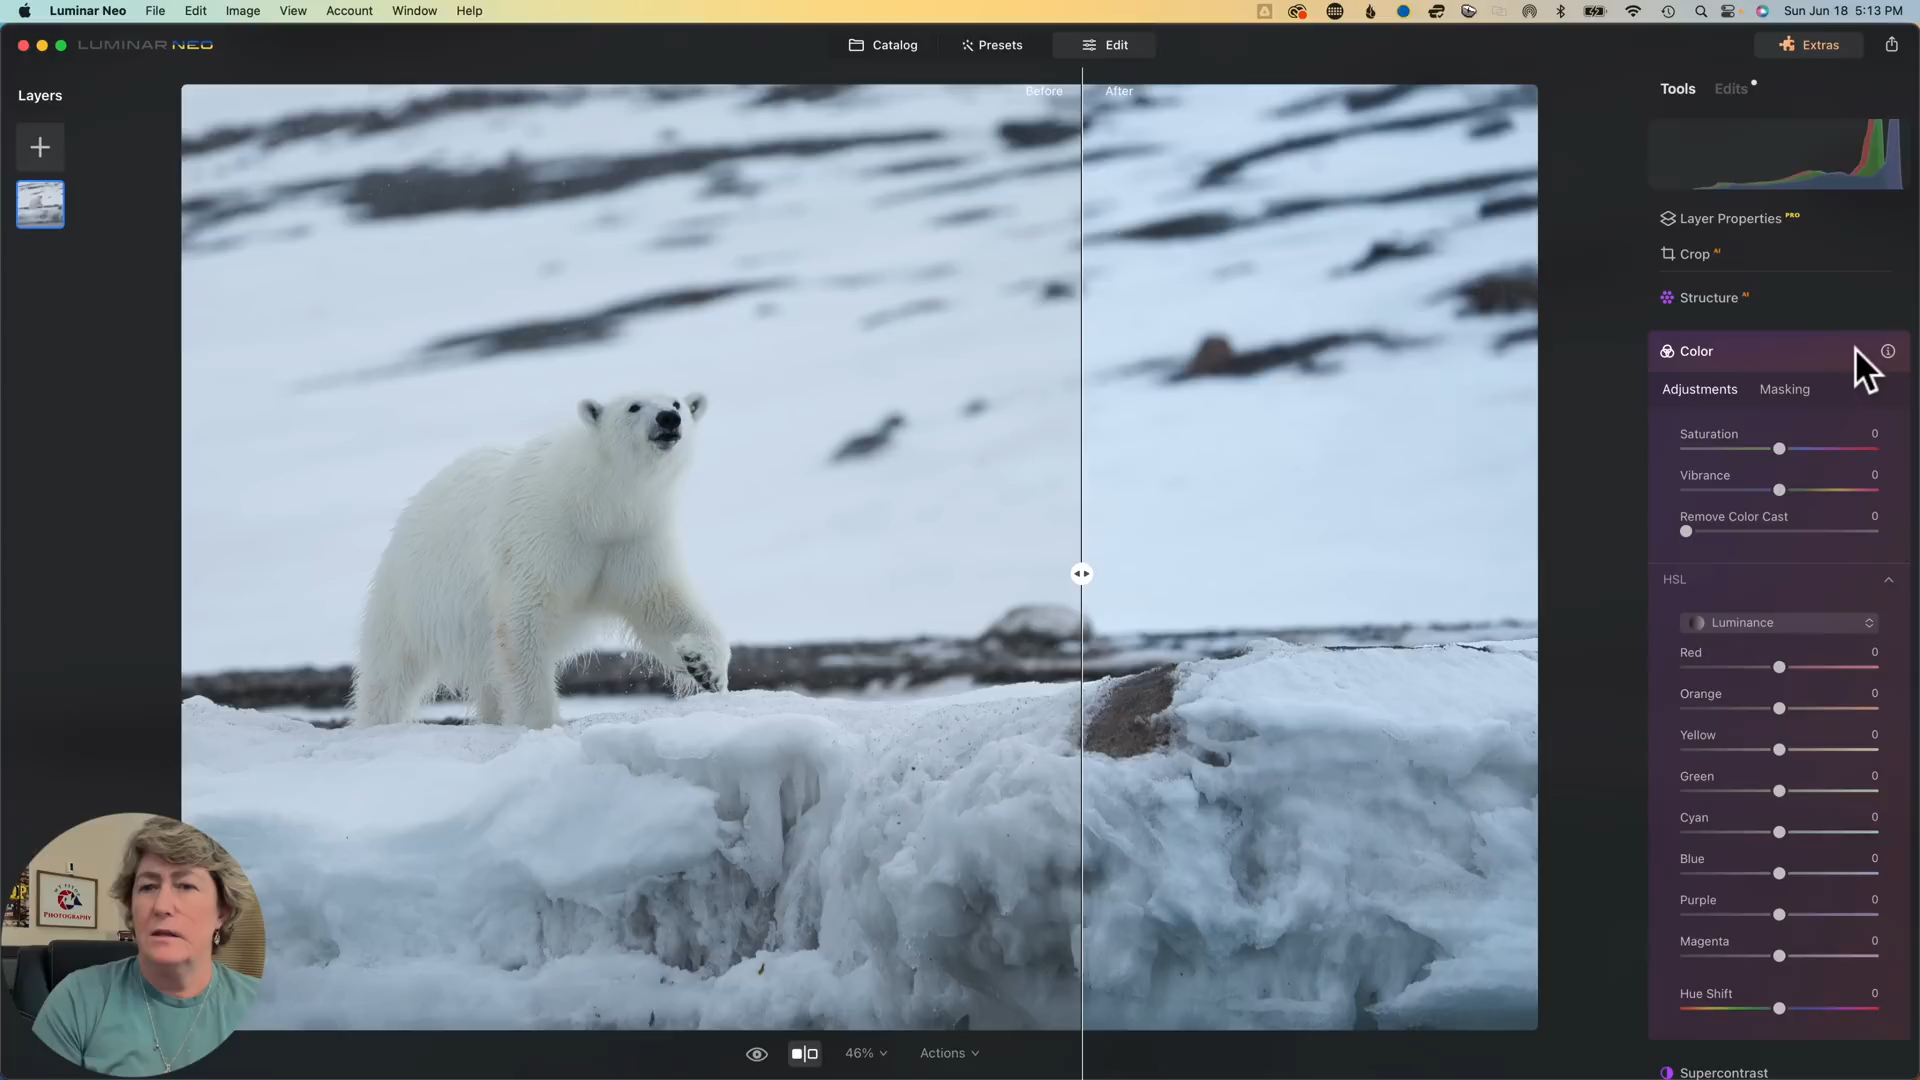 Luminar Neo File Edit Image View Account Window Help Sun Jun 18 5:13 PM
LUMINAR NEO Catalog Presets Edit Extras
Layers
Before After
Tools Edits
Layer Properties PRO
Crop AI
Structure AI
Color
Adjustments Masking
Saturation 0
Vibrance 0
Remove Color Cast 0
HSL
Luminance
Red 0
Orange 0
Yellow 0
Green 0
Cyan 0
Blue 0
Purple 0
Magenta 0
Hue Shift 0
Supercontrast
46% Actions
PHOTOGRAPHY